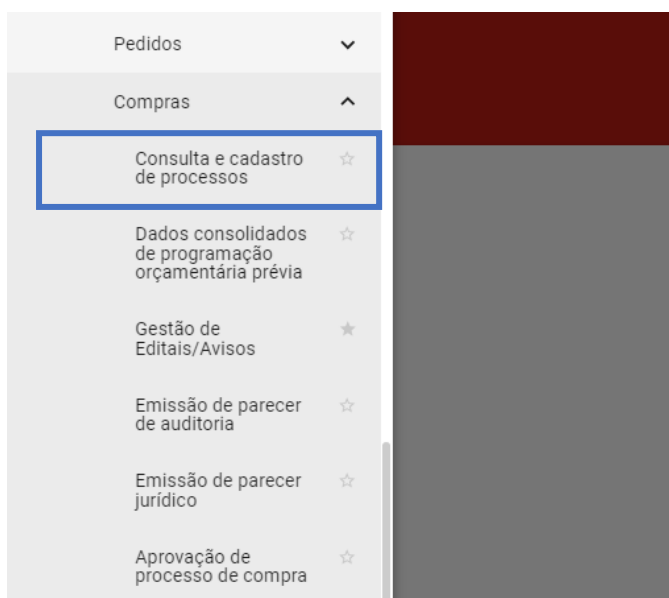 Pedidos
Compras
Consulta e cadastro
de processos
Dados consolidados
de programação
orçamentária prévia
Gestão de
Editais/Avisos
Emissão de parecer
de auditoria
Emissão de parecer
jurídico
Aprovação de
processo de compra